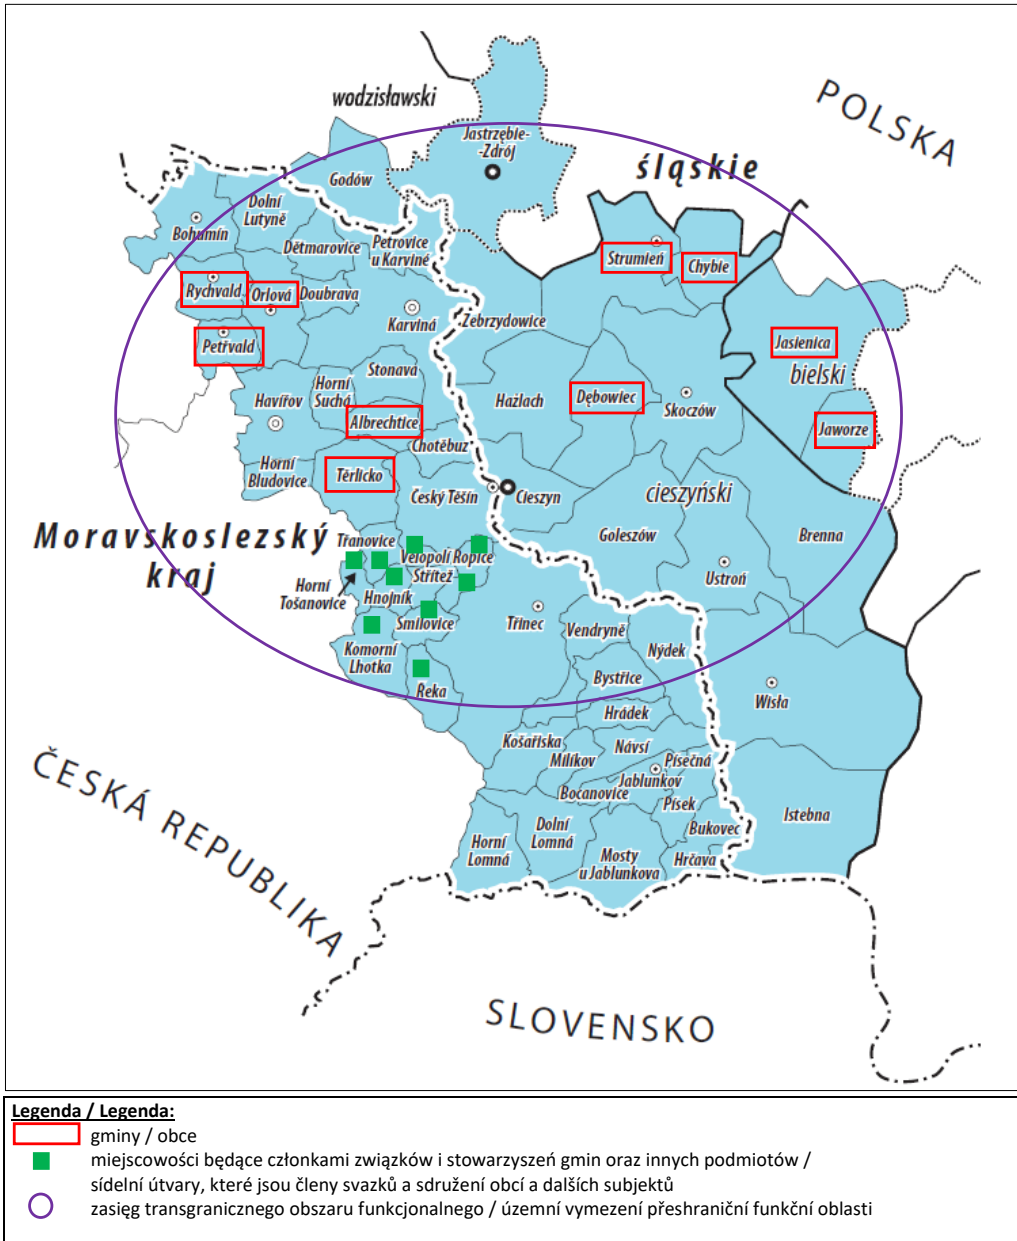 wodzisławski
POLSKA
Jastrzębie-
-Zdrój
śląskie
Godów
Dolní
Lutyně
Bohumín
Dětmarovice
Petrovice
u Karviné
Strumień
Chybie
Rychvald
Orlová
Doubrava
Karviná
Zebrzydowice
Petřvald
Jasienica
bielski
Stonava
Horní
Suchá
Havířov
Albrechtice
Hażlach
Dębowiec
Skoczów
Jaworze
Chotěbuz
Horní
Bludovice
Těrlicko
Český Těšín
Cieszyn
cieszyński
Goleszów
Brenna
Moravskoslezský
kraj
Třanovice
Velopolí
Ropice
Střítež
Horní
Tošanovice
Hnojník
Smilovice
Ustroń
Třinec
Vendryně
Nýdek
Komorní
Lhotka
Řeka
Bystřice
Wisła
Hrádek
Košařiska
Milíkov
Návsí
Písečná
Jablunkov
Bocanovice
Písek
Bukovec
Istebna
Horní
Lomná
Dolní
Lomná
Mosty
u Jablunkova
Hrčava
ČESKÁ REPUBLIKA
SLOVENSKO
Legenda / Legenda:
gminy / obce
miejscowości będące członkami związków i stowarzyszeń gmin oraz innych podmiotów /
sídelní útvary, které jsou členy svazků a sdružení obcí a dalších subjektů
zasięg transgranicznego obszaru funkcjonalnego / územní vymezení přeshraniční funkční oblasti